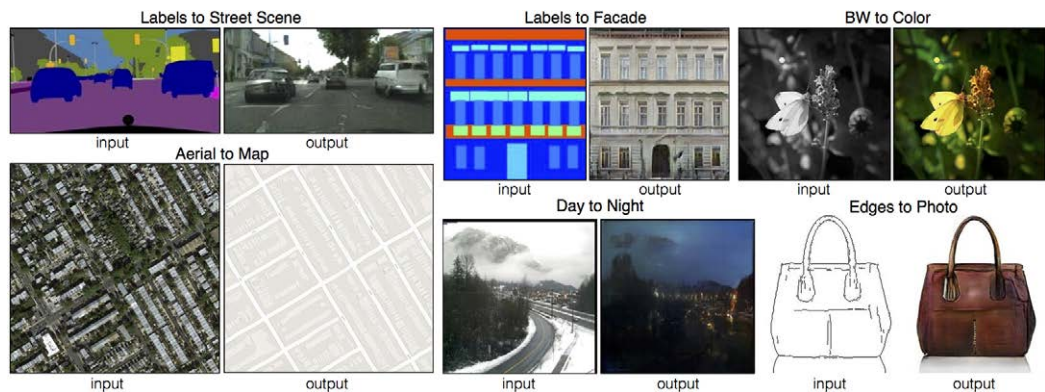 Labels to Street Scene
input
output
Aerial to Map
input
output
Labels to Facade
input
output
BW to Color
input
output
Day to Night
input
output
Edges to Photo
input
output